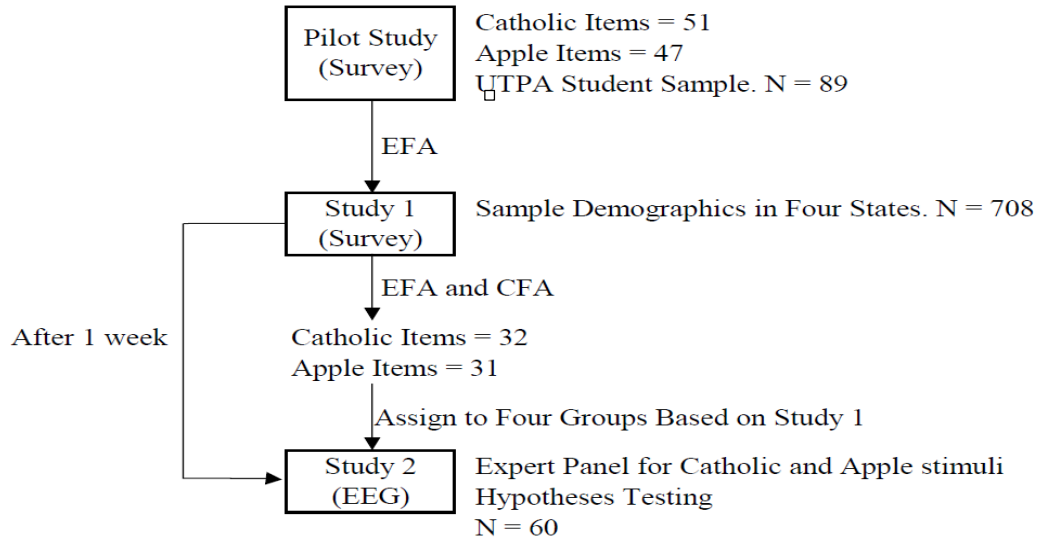 Pilot Study
(Survey)
Catholic Items = 51
Apple Items = 47
UTPA Student Sample. N = 89
EFA
Study 1
(Survey)
Sample Demographics in Four States. N = 708
EFA and CFA
After 1 week
Catholic Items = 32
Apple Items = 31
Assign to Four Groups Based on Study 1
Study 2
(EEG)
Expert Panel for Catholic and Apple stimuli
Hypotheses Testing
N = 60